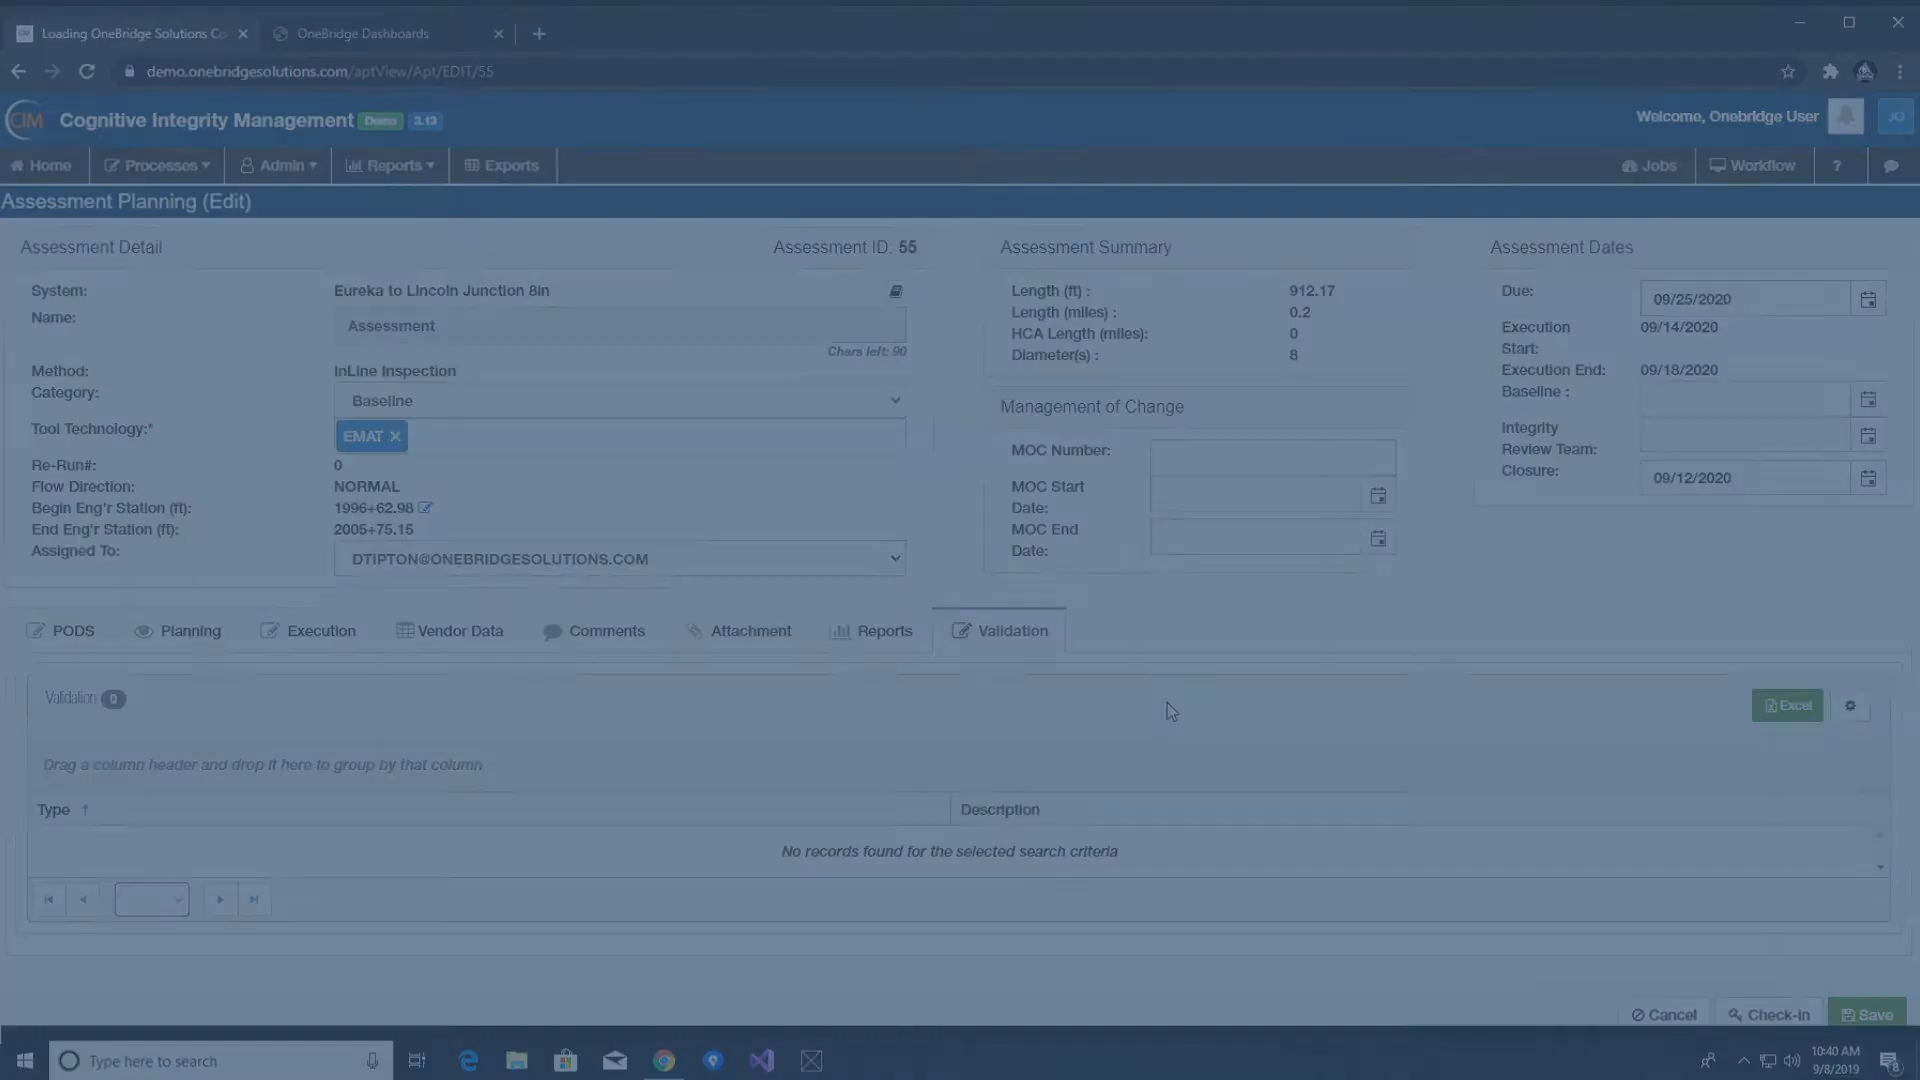 Loading OneBridge Solutions Co
OneBridge Dashboards
demo.onebridgesolutions.com/aptView/Apt/EDIT/55
CIM Cognitive Integrity Management Demo 3.13
Welcome, Onebridge User JO
Home Processes Admin Reports Exports Jobs Workflow ?
Assessment Planning (Edit)
Assessment Detail Assessment ID: 55
System: Eureka to Lincoln Junction 8in
Name: Assessment
Chars left: 90
Method: InLine Inspection
Category: Baseline
Tool Technology:* EMAT ×
Re-Run#: 0
Flow Direction: NORMAL
Begin Eng'r Station (ft): 1996+62.98
End Eng'r Station (ft): 2005+75.15
Assigned To: DTIPTON@ONEBRIDGESOLUTIONS.COM
Assessment Summary
Length (ft) : 912.17
Length (miles) : 0.2
HCA Length (miles): 0
Diameter(s) : 8
Management of Change
MOC Number:
MOC Start
Date:
MOC End
Date:
Assessment Dates
Due: 09/25/2020
Execution 09/14/2020
Start:
Execution End: 09/18/2020
Baseline :
Integrity
Review Team:
Closure: 09/12/2020
PODS Planning Execution Vendor Data Comments Attachment Reports Validation
Validation 0
Excel
Drag a column header and drop it here to group by that column
Type ↑ Description
No records found for the selected search criteria
Cancel Check-In Save
Type here to search
10:40 AM
9/8/2019
8